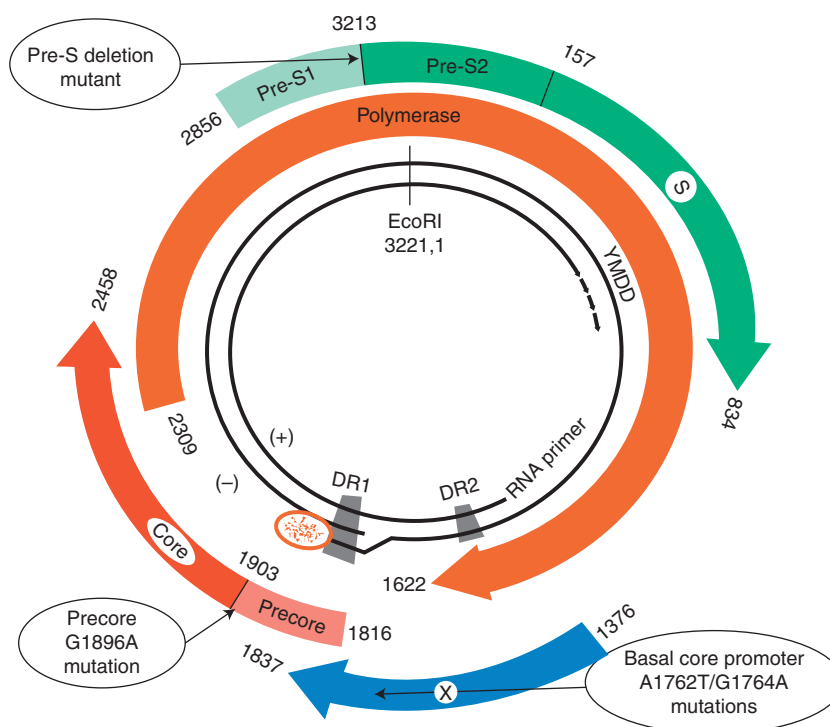 3213
Pre-S deletion
mutant
Pre-S1
Pre-S2
157
2856
Polymerase
S
EcoRI
3221,1
YMDD
2458
834
2309
(+)
(–)
DR1
DR2
RNA primer
Core
1903
1622
Precore
G1896A
mutation
Precore
1816
1376
1837
X
Basal core promoter
A1762T/G1764A
mutations